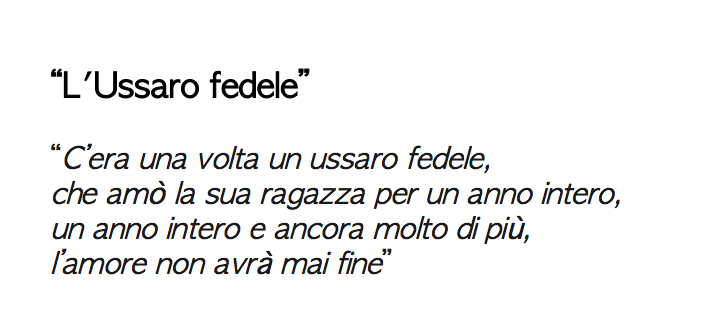 “L’Ussaro fedele”
“C’era una volta un ussaro fedele,
che amò la sua ragazza per un anno intero,
un anno intero e ancora molto di più,
l’amore non avrà mai fine”